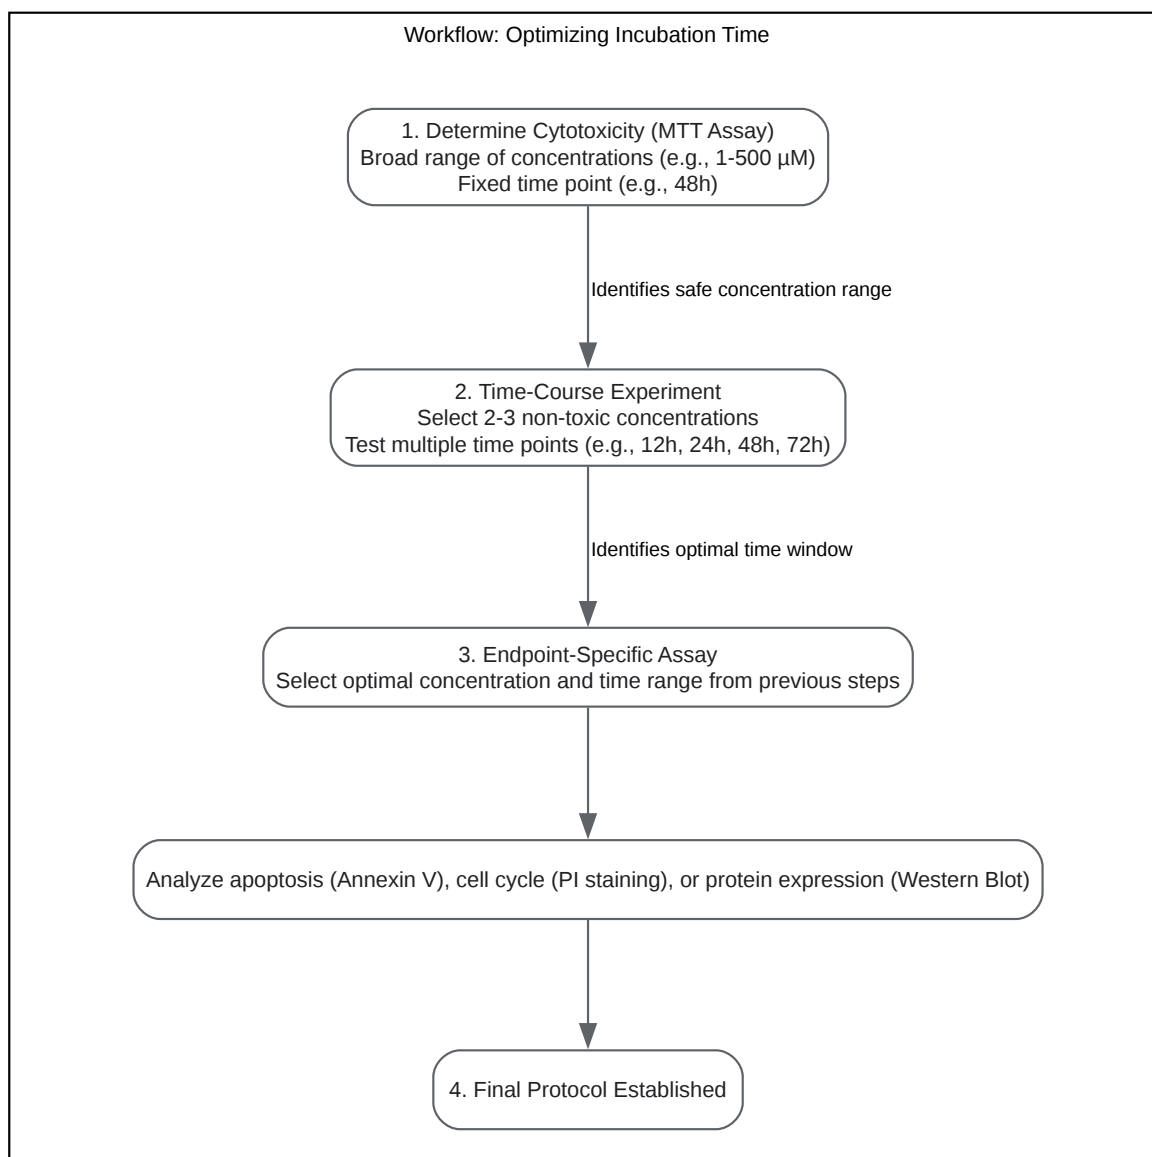 Workflow: Optimizing Incubation Time
1. Determine Cytotoxicity (MTT Assay)
Broad range of concentrations (e.g., 1-500 µM)
Fixed time point (e.g., 48h)
Identifies safe concentration range
2. Time-Course Experiment
Select 2-3 non-toxic concentrations
Test multiple time points (e.g., 12h, 24h, 48h, 72h)
Identifies optimal time window
3. Endpoint-Specific Assay
Select optimal concentration and time range from previous steps
Analyze apoptosis (Annexin V), cell cycle (PI staining), or protein expression (Western Blot)
4. Final Protocol Established